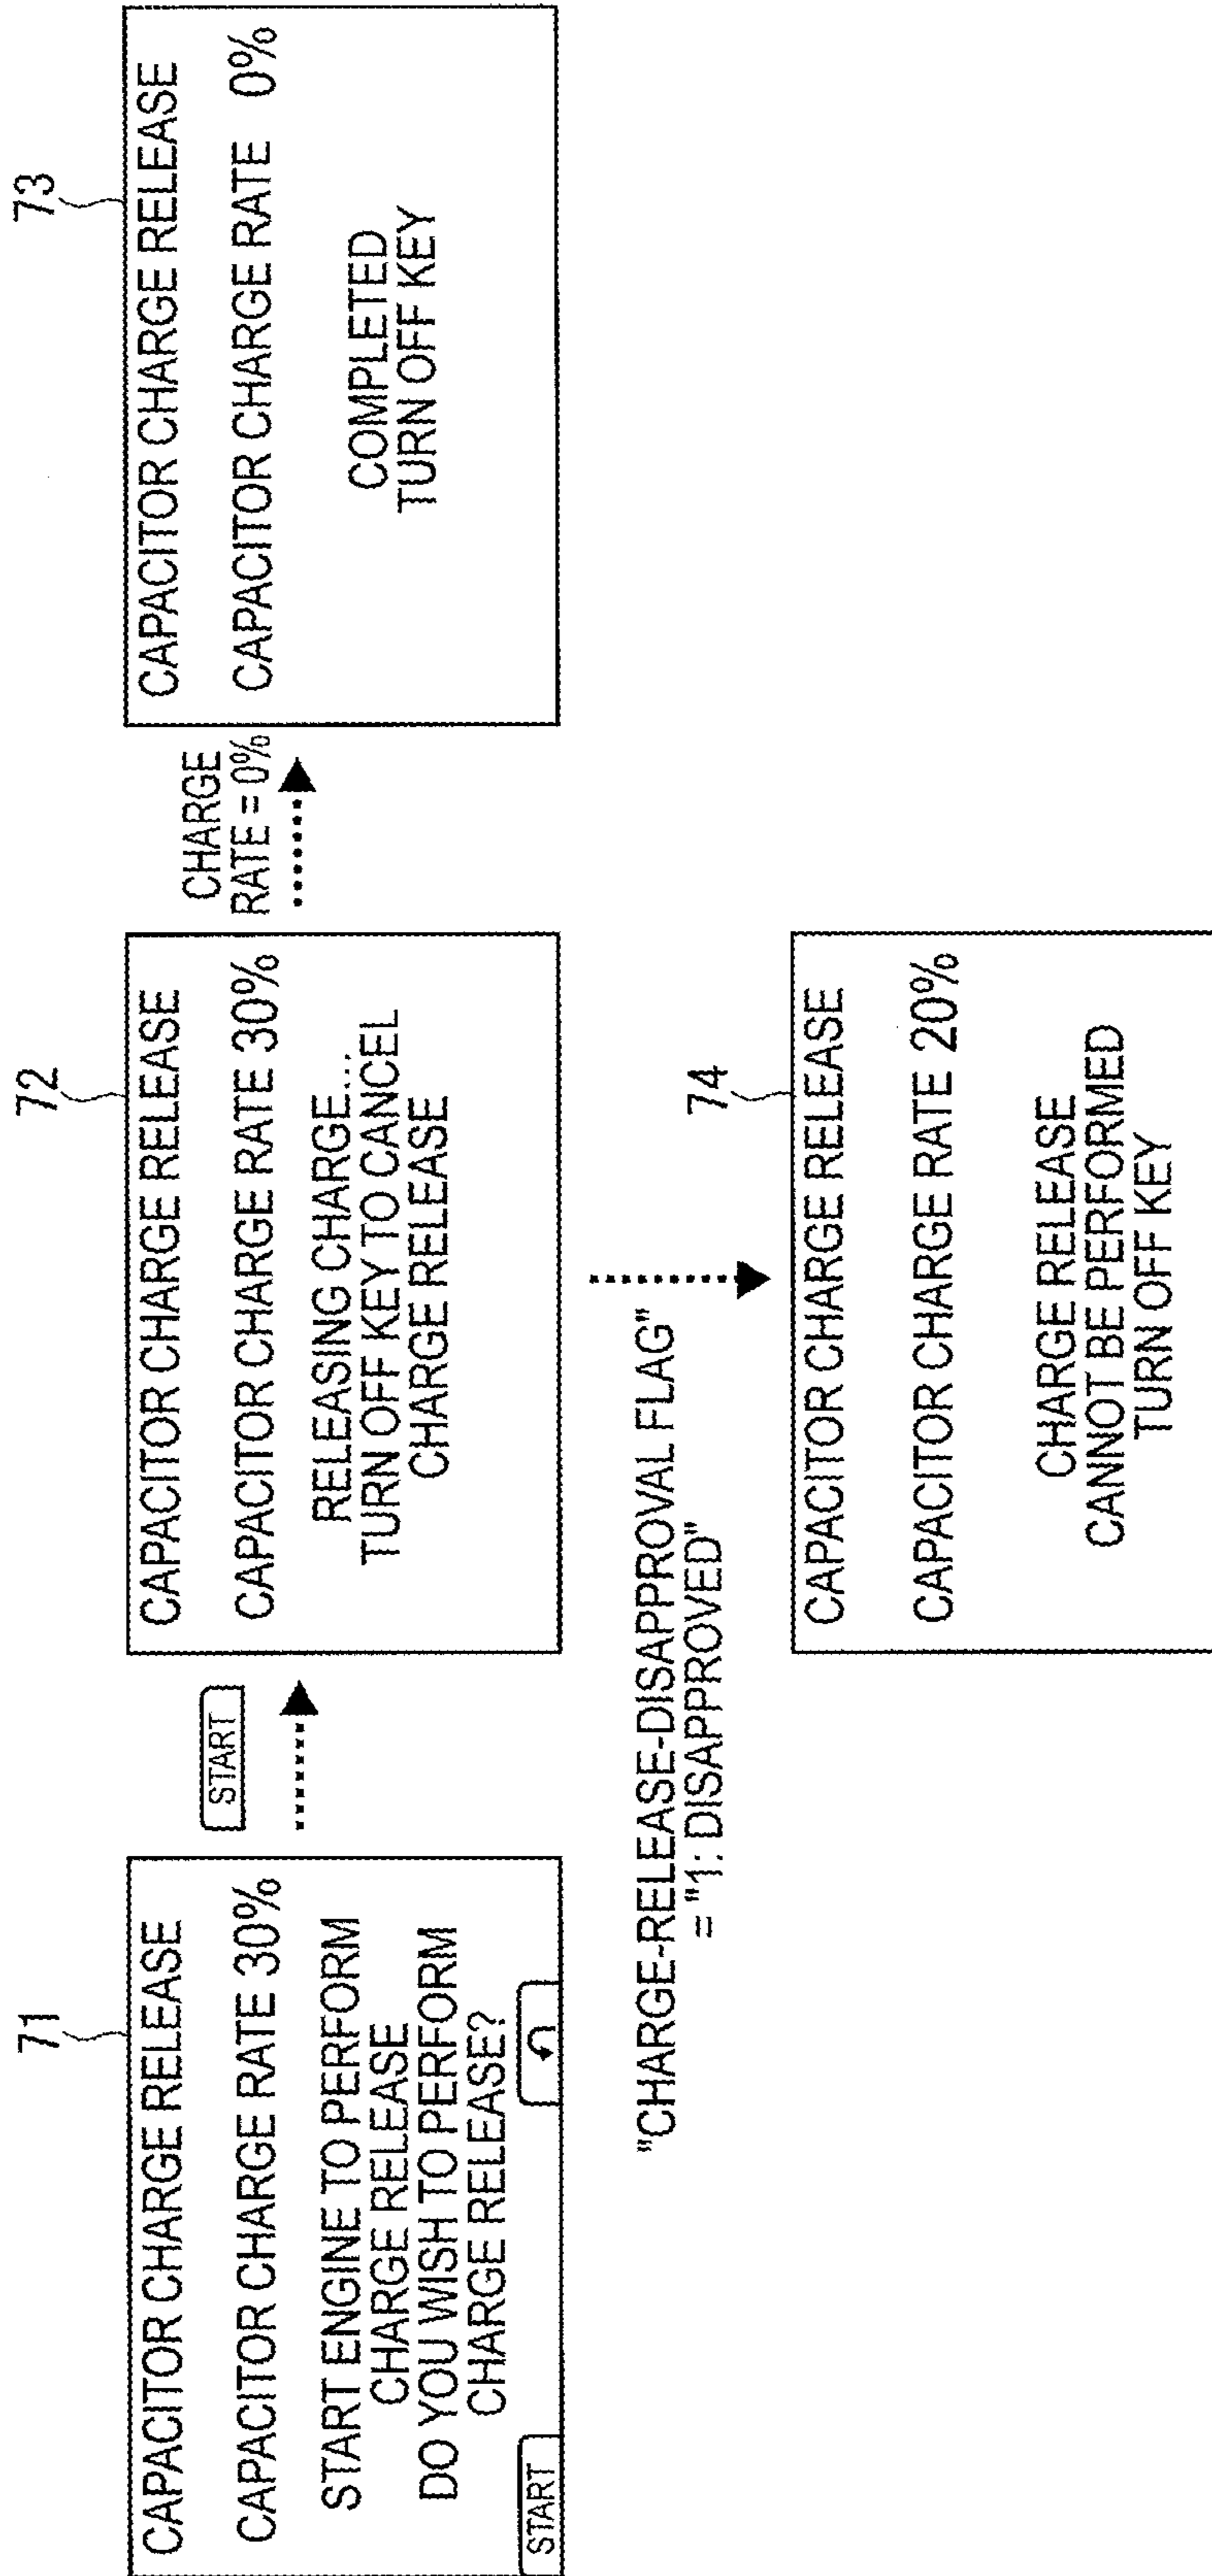 71
CAPACITOR CHARGE RELEASE
CAPACITOR CHARGE RATE 30%
START ENGINE TO PERFORM
CHARGE RELEASE
DO YOU WISH TO PERFORM
CHARGE RELEASE?
START
START
72
CAPACITOR CHARGE RELEASE
CAPACITOR CHARGE RATE 30%
RELEASING CHARGE...
TURN OFF KEY TO CANCEL
CHARGE RELEASE
CHARGE
RATE = 0%
73
CAPACITOR CHARGE RELEASE
CAPACITOR CHARGE RATE 0%
COMPLETED
TURN OFF KEY
"CHARGE-RELEASE-DISAPPROVAL FLAG"
= "1: DISAPPROVED"
74
CAPACITOR CHARGE RELEASE
CAPACITOR CHARGE RATE 20%
CHARGE RELEASE
CANNOT BE PERFORMED
TURN OFF KEY